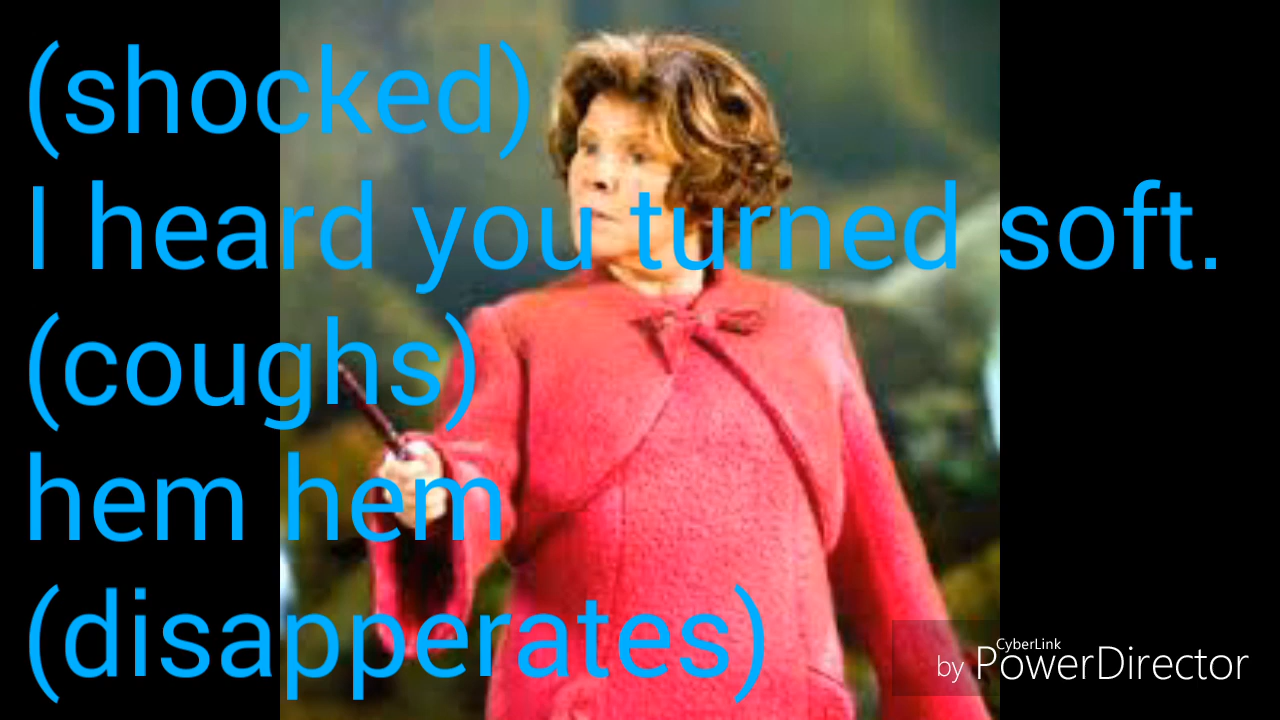 (shocked)
I heard you turned soft.
(coughs)
hem hem
(disapperates)
CyberLink
by PowerDirector